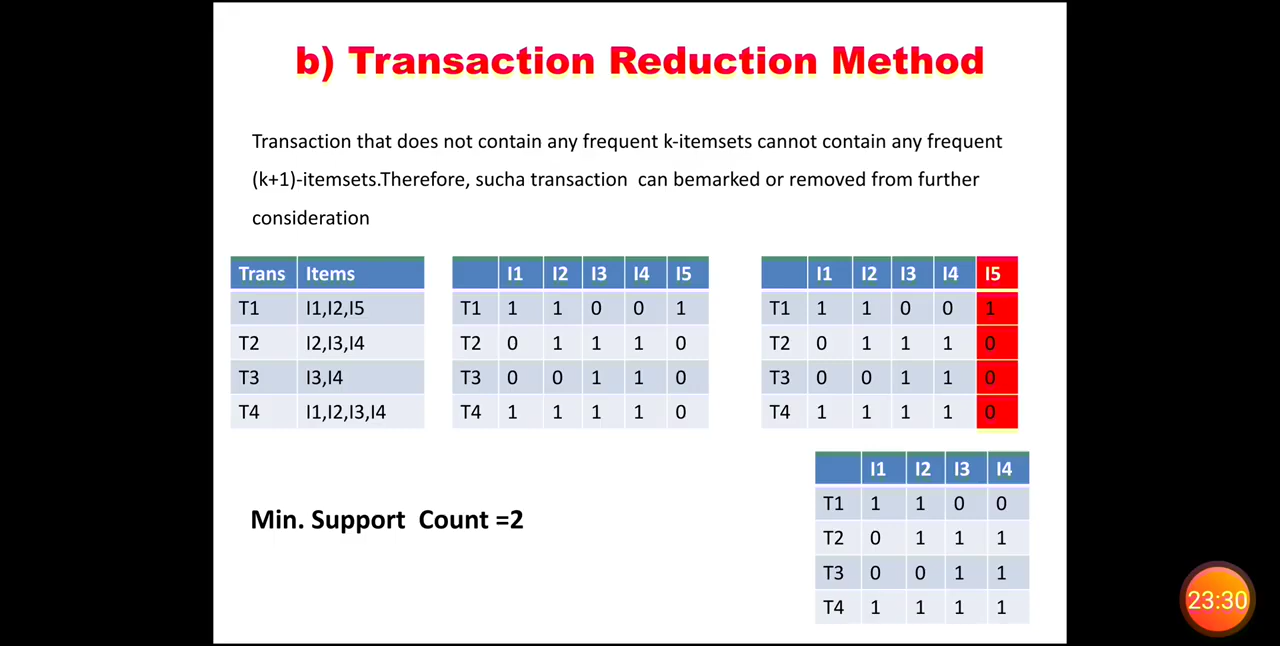 b) Transaction Reduction Method
Transaction that does not contain any frequent k-itemsets cannot contain any frequent
(k+1)-itemsets.Therefore, sucha transaction can bemarked or removed from further
consideration
Trans Items
T1 I1,I2,I5
T2 I2,I3,I4
T3 I3,I4
T4 I1,I2,I3,I4
I1 I2 I3 I4 I5
T1 1 1 0 0 1
T2 0 1 1 1 0
T3 0 0 1 1 0
T4 1 1 1 1 0
I1 I2 I3 I4 I5
T1 1 1 0 0 1
T2 0 1 1 1 0
T3 0 0 1 1 0
T4 1 1 1 1 0
Min. Support Count =2
I1 I2 I3 I4
T1 1 1 0 0
T2 0 1 1 1
T3 0 0 1 1
T4 1 1 1 1
23:30